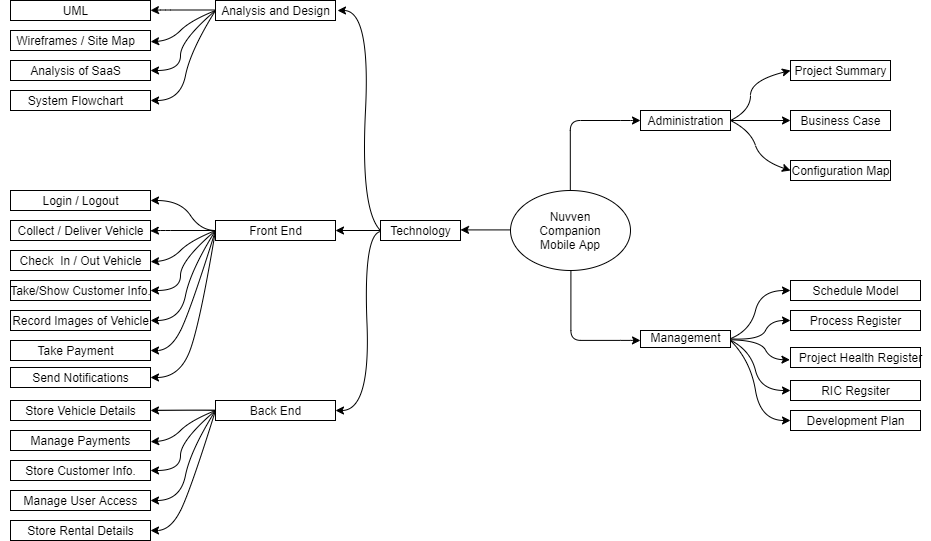 UML
Wireframes / Site Map
Analysis of SaaS
System Flowchart
Analysis and Design
Login / Logout
Collect / Deliver Vehicle
Check In / Out Vehicle
Take/Show Customer Info.
Record Images of Vehicle
Take Payment
Send Notifications
Front End
Store Vehicle Details
Manage Payments
Store Customer Info.
Manage User Access
Store Rental Details
Back End
Technology
Nuvven
Companion
Mobile App
Administration
Project Summary
Business Case
Configuration Map
Management
Schedule Model
Process Register
Project Health Register
RIC Regsiter
Development Plan